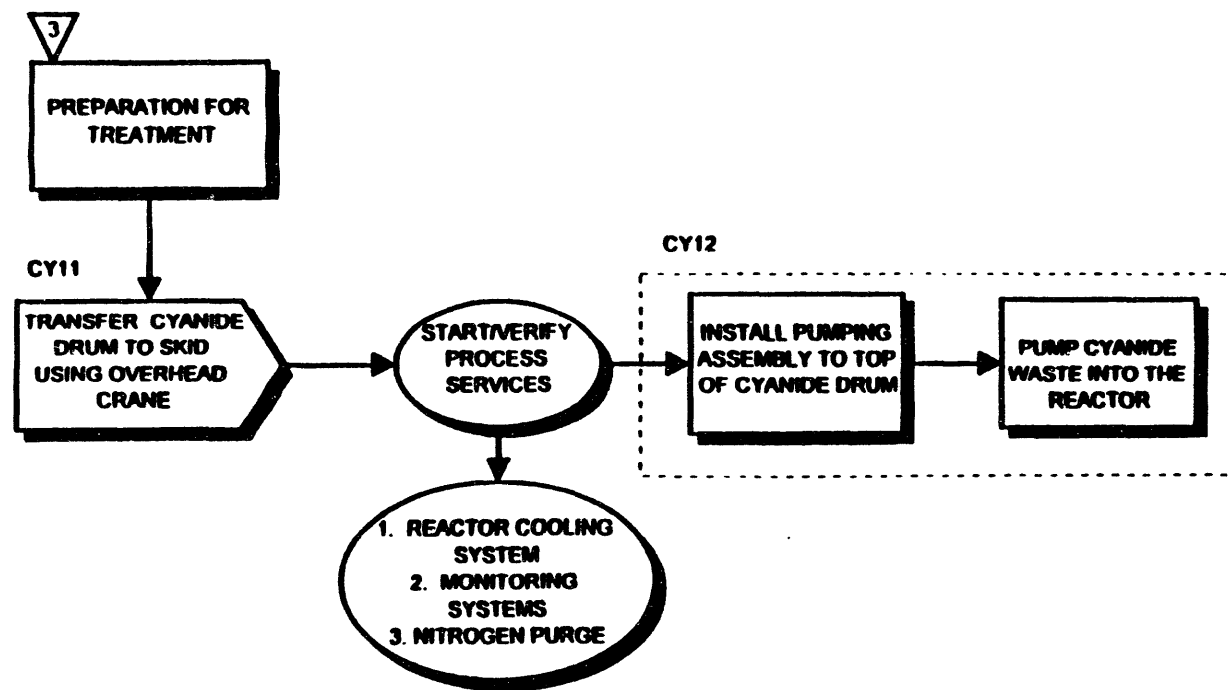 3
PREPARATION FOR
TREATMENT
CY11
TRANSFER CYANIDE
DRUM TO SKID
USING OVERHEAD
CRANE
START/VERIFY
PROCESS
SERVICES
1. REACTOR COOLING
SYSTEM
2. MONITORING
SYSTEMS
3. NITROGEN PURGE
CY12
INSTALL PUMPING
ASSEMBLY TO TOP
OF CYANIDE DRUM
PUMP CYANIDE
WASTE INTO THE
REACTOR